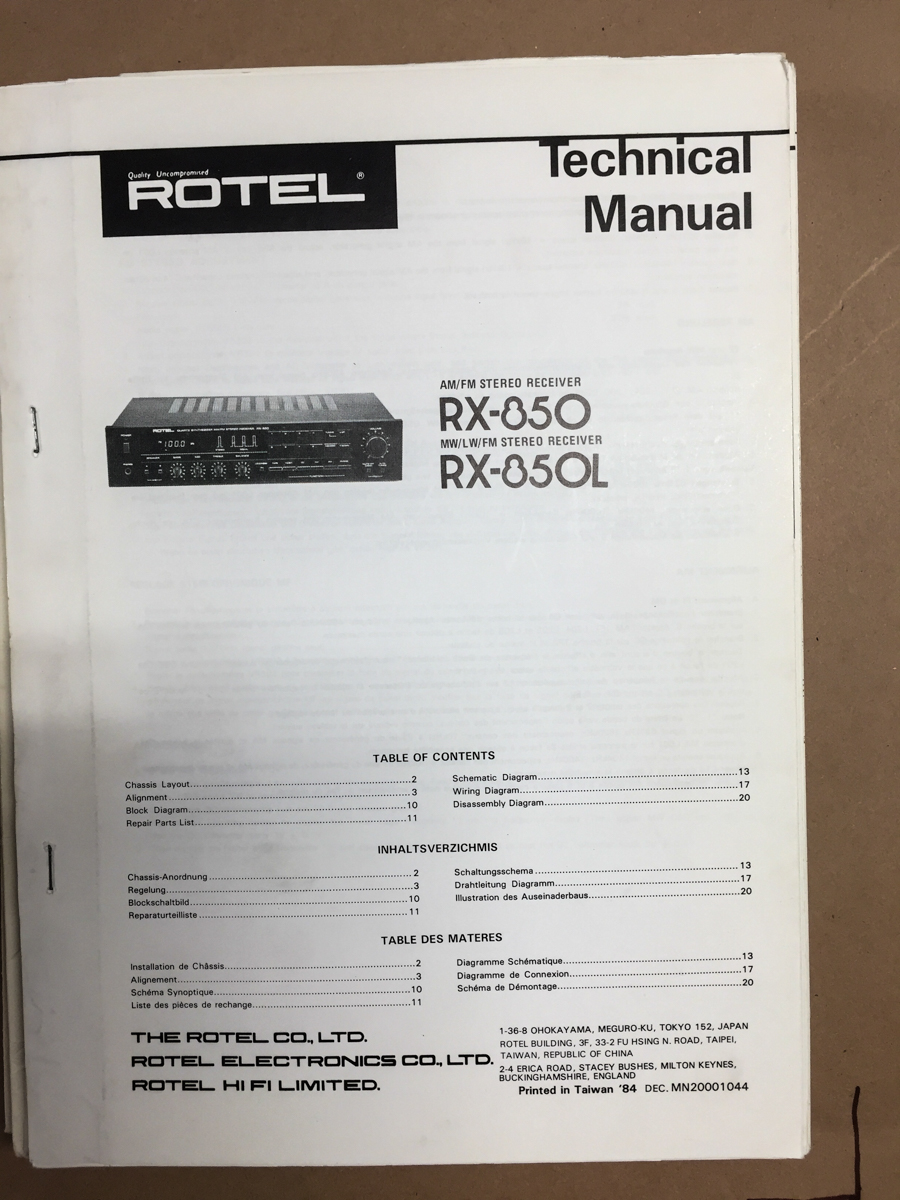 Quality Uncompromised
ROTEL®
Technical
Manual
AM/FM STEREO RECEIVER
RX-850
MW/LW/FM STEREO RECEIVER
RX-850L
ROTEL
100.0
TABLE OF CONTENTS
Chassis Layout 2
Alignment 3
Block Diagram 10
Repair Parts List 11
Schematic Diagram 13
Wiring Diagram 17
Disassembly Diagram 20
INHALTSVERZICHMIS
Chassis-Anordnung 2
Regelung 3
Blockschaltbild 10
Reparaturteilliste 11
Schaltungsschema 13
Drahtleitung Diagramm 17
Illustration des Auseinaderbaus 20
TABLE DES MATERES
Installation de Châssis 2
Alignement 3
Schéma Synoptique 10
Liste des pièces de rechange 11
Diagramme Schématique 13
Diagramme de Connexion 17
Schéma de Démontage 20
THE ROTEL CO., LTD.
ROTEL ELECTRONICS CO., LTD.
ROTEL HI FI LIMITED.
1-36-8 OHOKAYAMA, MEGURO-KU, TOKYO 152, JAPAN
ROTEL BUILDING, 3F, 33-2 FU HSING N. ROAD, TAIPEI,
TAIWAN, REPUBLIC OF CHINA
2-4 ERICA ROAD, STACEY BUSHES, MILTON KEYNES,
BUCKINGHAMSHIRE, ENGLAND
Printed in Taiwan '84 DEC. MN20001044